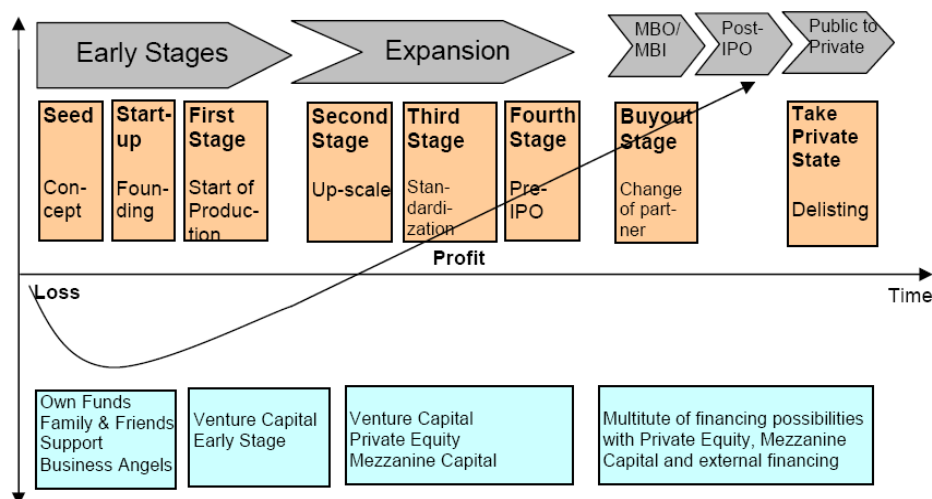 Early Stages
Expansion
MBO/
MBI
Post-
IPO
Public to
Private
Seed
Con-
cept
Start-
up
Foun-
ding
First
Stage
Start of
Produc-
tion
Second
Stage
Up-scale
Third
Stage
Stan-
dardi-
zation
Fourth
Stage
Pre-
IPO
Buyout
Stage
Change
of part-
ner
Take
Private
State
Delisting
Profit
Loss
Time
Own Funds
Family & Friends
Support
Business Angels
Venture Capital
Early Stage
Venture Capital
Private Equity
Mezzanine Capital
Multitute of financing possibilities
with Private Equity, Mezzanine
Capital and external financing